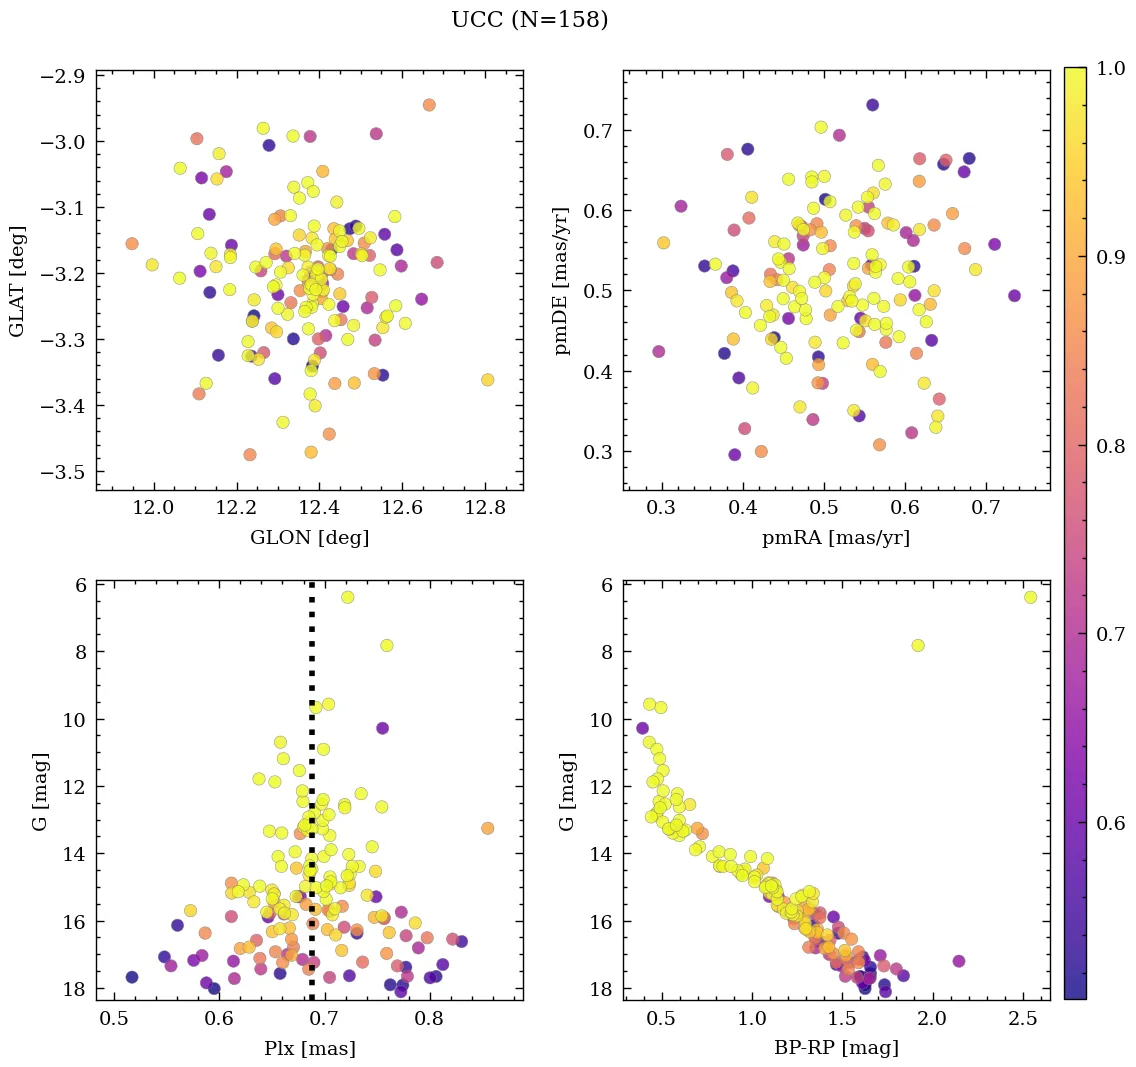 UCC (N=158)
−2.9
−3.0
−3.1
−3.2
−3.3
−3.4
−3.5
GLAT [deg]
12.0 12.2 12.4 12.6 12.8
GLON [deg]
0.7
0.6
0.5
0.4
0.3
pmDE [mas/yr]
0.3 0.4 0.5 0.6 0.7
pmRA [mas/yr]
6
8
10
12
14
16
18
G [mag]
0.5 0.6 0.7 0.8
Plx [mas]
6
8
10
12
14
16
18
G [mag]
0.5 1.0 1.5 2.0 2.5
BP-RP [mag]
1.0
0.9
0.8
0.7
0.6